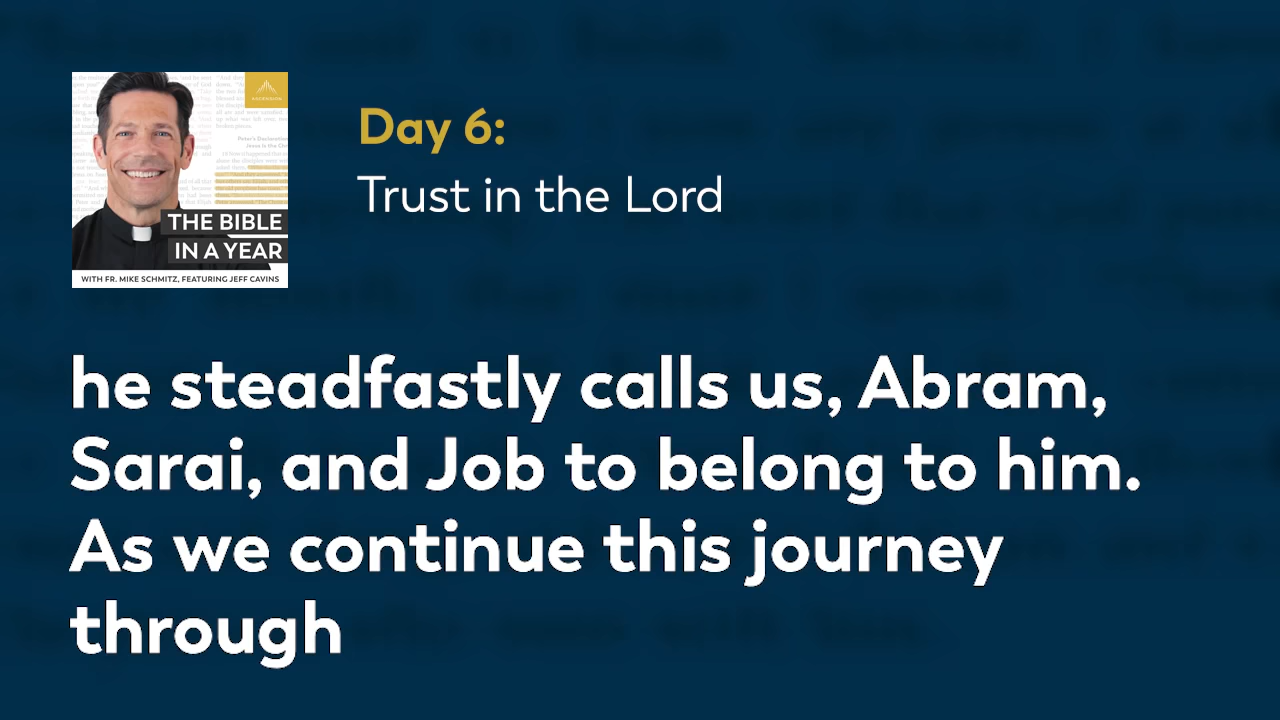 Day 6:
Trust in the Lord
THE BIBLE
IN A YEAR
WITH FR. MIKE SCHMITZ, FEATURING JEFF CAVINS
he steadfastly calls us, Abram,
Sarai, and Job to belong to him.
As we continue this journey
through